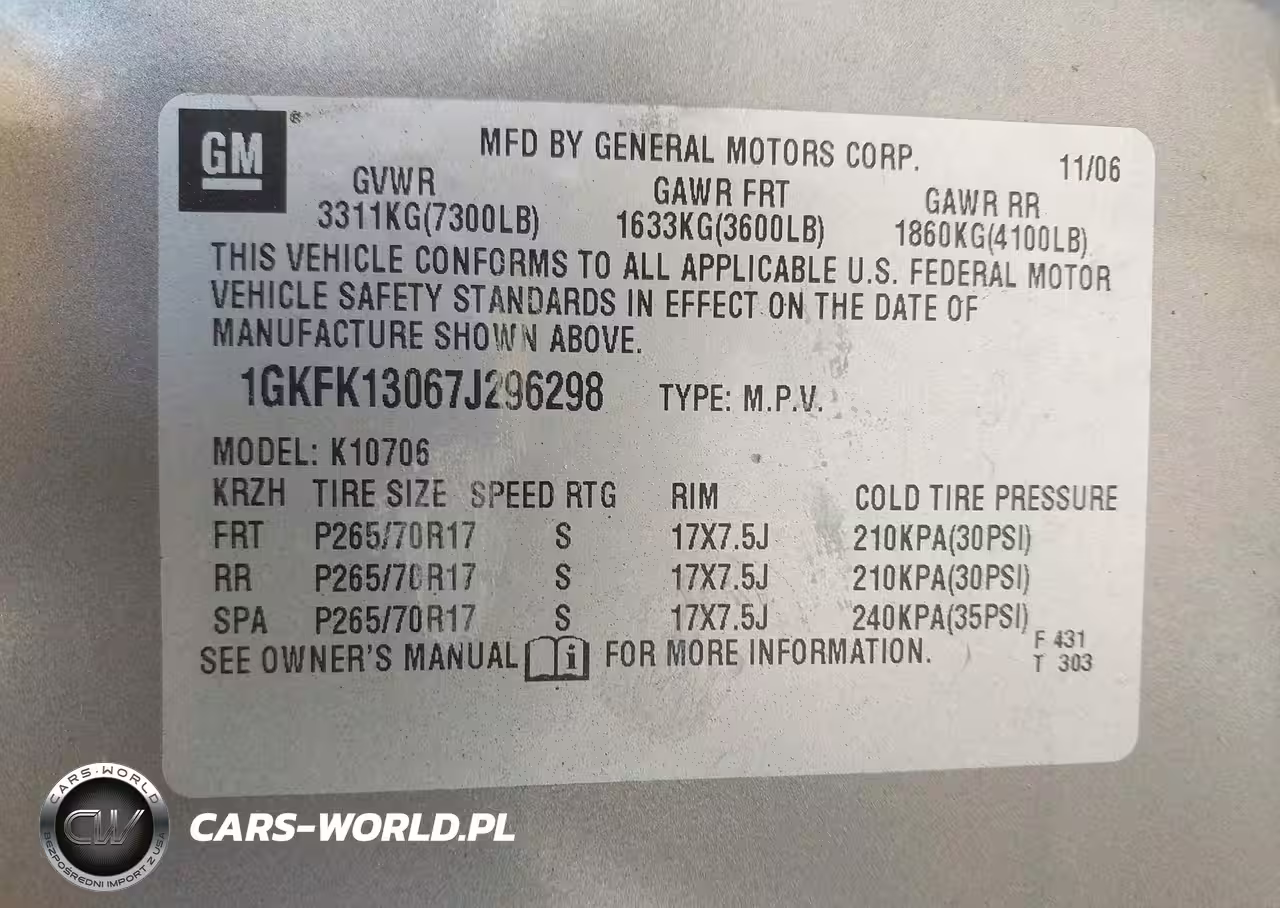 GM ®
MFD BY GENERAL MOTORS CORP. 11/06
GVWR GAWR FRT GAWR RR
3311KG(7300LB) 1633KG(3600LB) 1860KG(4100LB)
THIS VEHICLE CONFORMS TO ALL APPLICABLE U.S. FEDERAL MOTOR
VEHICLE SAFETY STANDARDS IN EFFECT ON THE DATE OF
MANUFACTURE SHOWN ABOVE.
1GKFK13067J296298 TYPE: M.P.V.
MODEL: K10706
KRZH TIRE SIZE SPEED RTG RIM COLD TIRE PRESSURE
FRT P265/70R17 S 17X7.5J 210KPA(30PSI)
RR P265/70R17 S 17X7.5J 210KPA(30PSI)
SPA P265/70R17 S 17X7.5J 240KPA(35PSI)
SEE OWNER'S MANUAL i FOR MORE INFORMATION.
F 431
T 303
CARS-WORLD
CW
BEZPOŚREDNI IMPORT Z USA
CARS-WORLD.PL